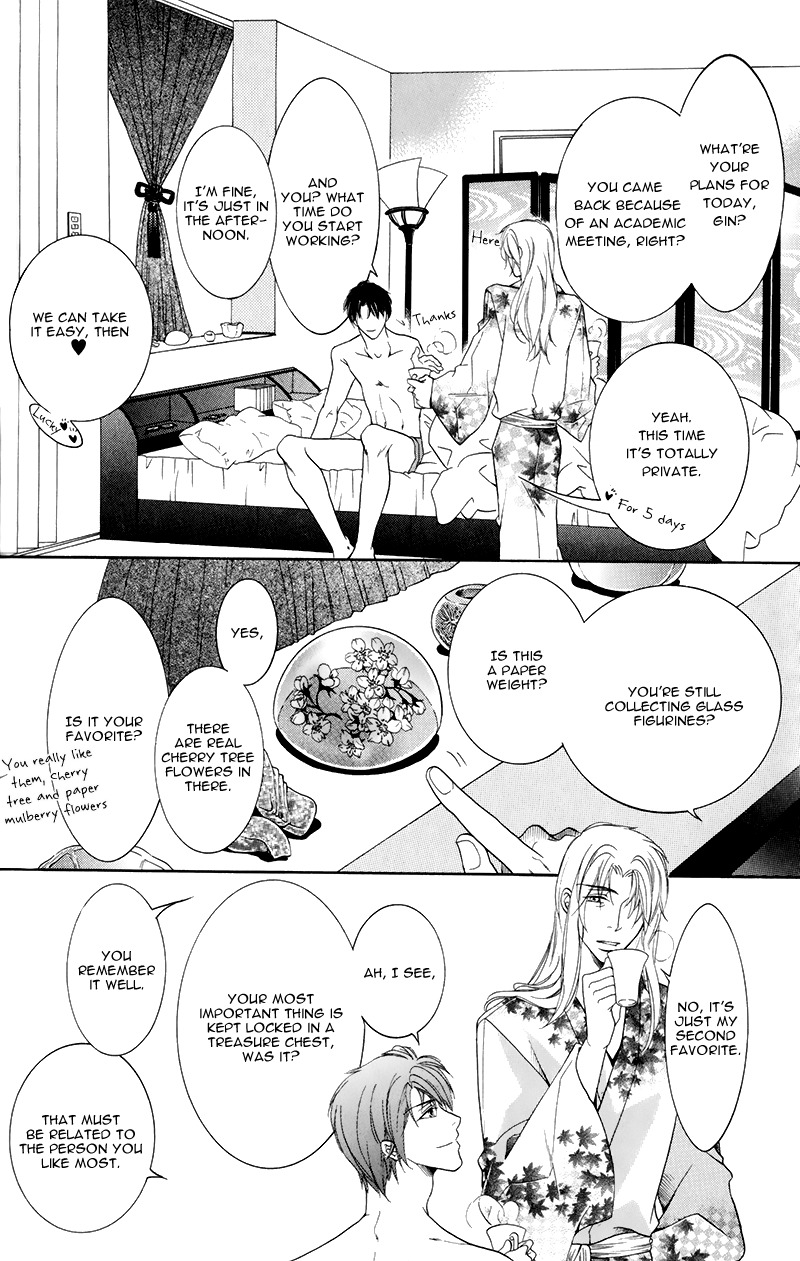 WHAT'RE
YOUR
PLANS FOR
TODAY,
GIN?
YOU CAME
BACK BECAUSE
OF AN ACADEMIC
MEETING, RIGHT?
Here
Thanks
YEAH.
THIS TIME
IT'S TOTALLY
PRIVATE.
For 5 days
AND
YOU? WHAT
TIME DO
YOU START
WORKING?
I'M FINE,
IT'S JUST IN
THE AFTER-
NOON.
WE CAN TAKE
IT EASY, THEN
♥
Lucky
YOU'RE STILL
COLLECTING GLASS
FIGURINES?
IS THIS
A PAPER
WEIGHT?
YES,
THERE
ARE REAL
CHERRY TREE
FLOWERS IN
THERE.
IS IT YOUR
FAVORITE?
You really like
them, cherry
tree and paper
mulberry flowers
NO, IT'S
JUST MY
SECOND
FAVORITE.
AH, I SEE,
YOUR MOST
IMPORTANT THING IS
KEPT LOCKED IN A
TREASURE CHEST,
WAS IT?
YOU
REMEMBER
IT WELL.
THAT MUST
BE RELATED TO
THE PERSON YOU
LIKE MOST.